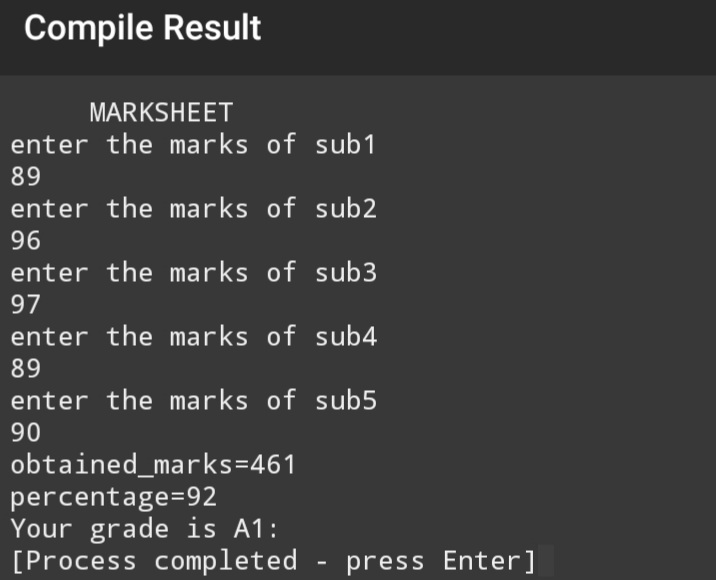 Compile Result
MARKSHEET
enter the marks of sub1
89
enter the marks of sub2
96
enter the marks of sub3
97
enter the marks of sub4
89
enter the marks of sub5
90
obtained_marks=461
percentage=92
Your grade is A1:
[Process completed - press Enter]